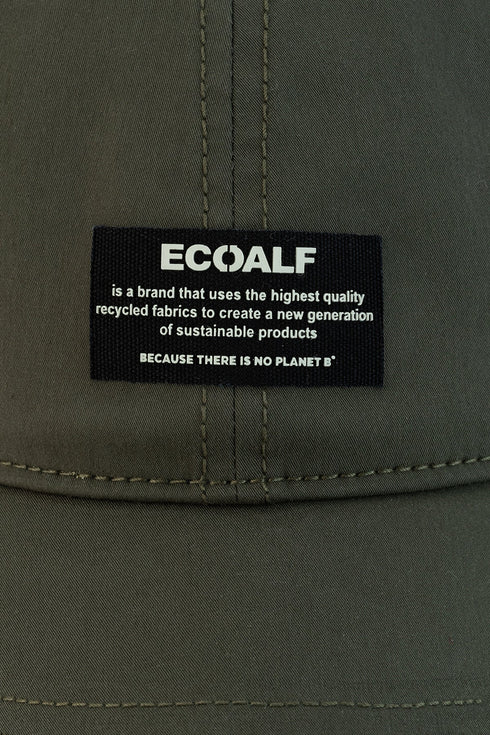 ECOALF
is a brand that uses the highest quality
recycled fabrics to create a new generation
of sustainable products
BECAUSE THERE IS NO PLANET B°